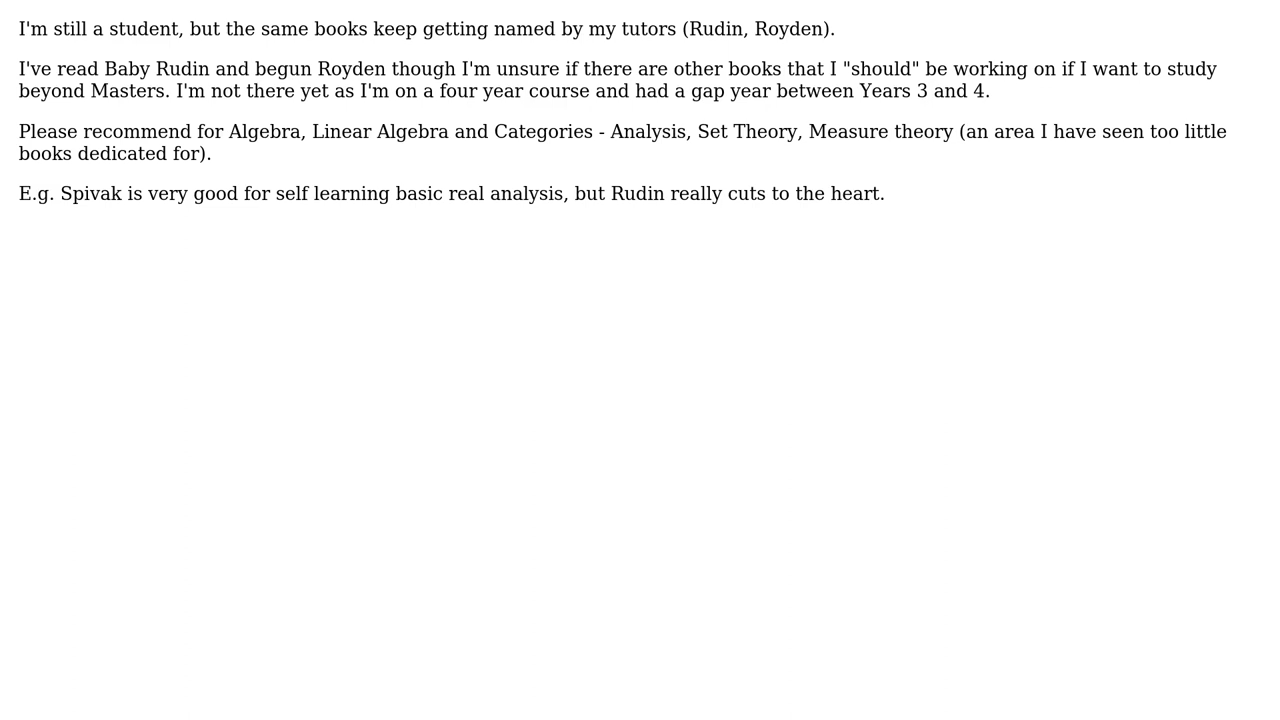 I'm still a student, but the same books keep getting named by my tutors (Rudin, Royden).
I've read Baby Rudin and begun Royden though I'm unsure if there are other books that I "should" be working on if I want to study
beyond Masters. I'm not there yet as I'm on a four year course and had a gap year between Years 3 and 4.
Please recommend for Algebra, Linear Algebra and Categories - Analysis, Set Theory, Measure theory (an area I have seen too little
books dedicated for).
E.g. Spivak is very good for self learning basic real analysis, but Rudin really cuts to the heart.